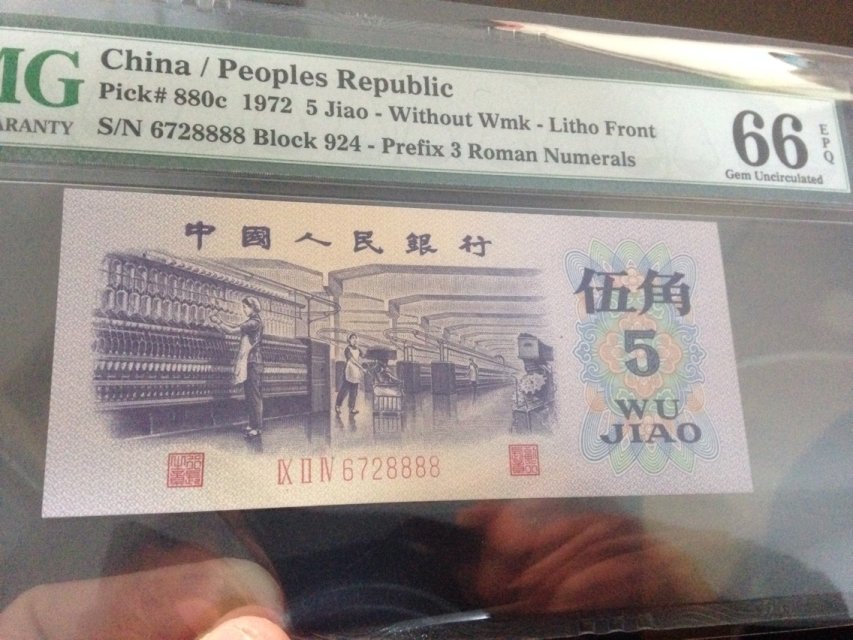 MG
ARANTY
China / Peoples Republic
Pick# 880c 1972 5 Jiao - Without Wmk - Litho Front
S/N 6728888 Block 924 - Prefix 3 Roman Numerals
66
EPQ
Gem Uncirculated
中國人民銀行
伍角
5
WU
JIAO
IX II IV 6728888